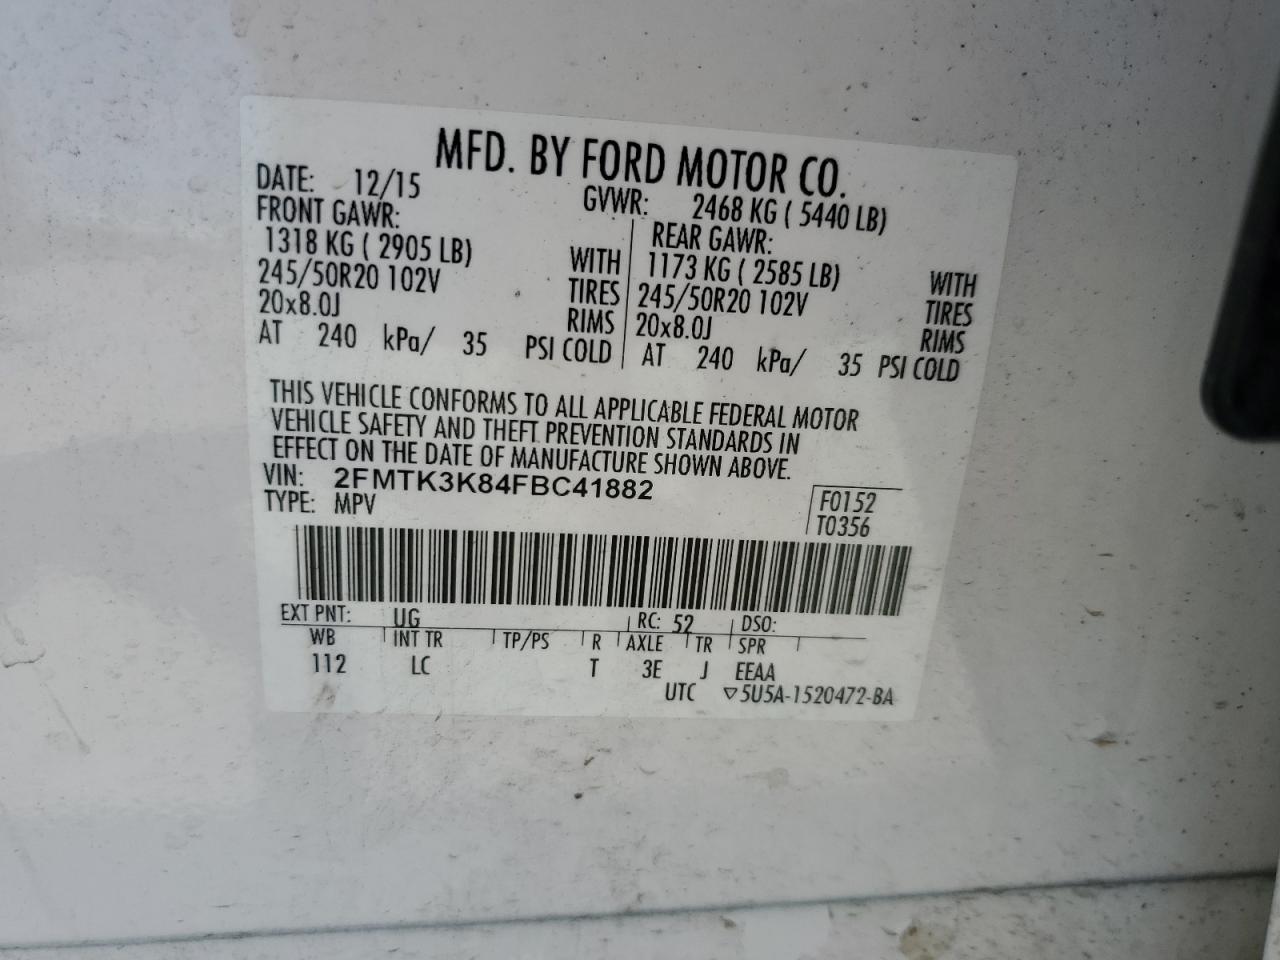 MFD. BY FORD MOTOR CO.
DATE: 12/15 GVWR: 2468 KG ( 5440 LB)
FRONT GAWR: REAR GAWR:
1318 KG ( 2905 LB) WITH 1173 KG ( 2585 LB) WITH
245/50R20 102V TIRES 245/50R20 102V TIRES
20x8.0J RIMS 20x8.0J RIMS
AT 240 kPa/ 35 PSI COLD AT 240 kPa/ 35 PSI COLD
THIS VEHICLE CONFORMS TO ALL APPLICABLE FEDERAL MOTOR
VEHICLE SAFETY AND THEFT PREVENTION STANDARDS IN
EFFECT ON THE DATE OF MANUFACTURE SHOWN ABOVE.
VIN: 2FMTK3K84FBC41882
TYPE: MPV F0152
T0356
EXT PNT: UG RC: 52 DSO:
WB INT TR TP/PS R AXLE TR SPR
112 LC T 3E J EEAA
UTC ▽5U5A-1520472-BA